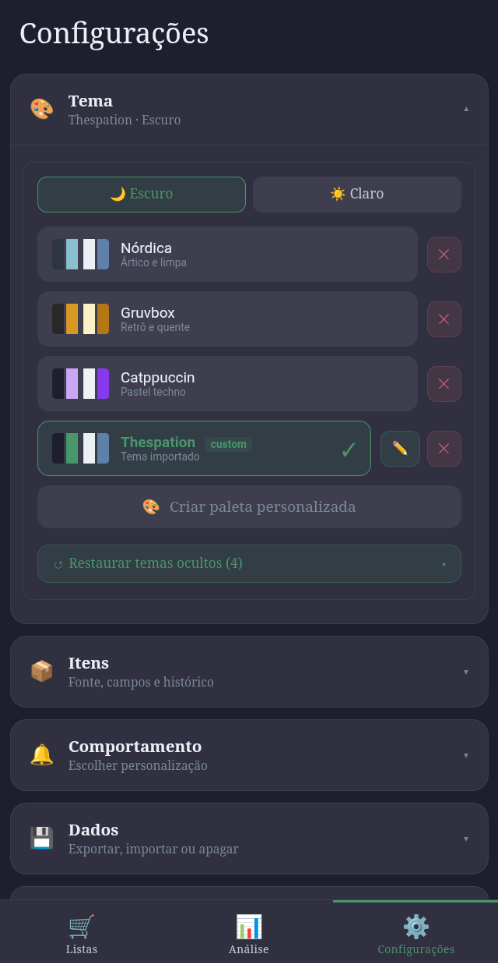 Configurações
Tema
Thespation · Escuro
Escuro
Claro
Nórdica
Ártico e limpa
Gruvbox
Retrô e quente
Catppuccin
Pastel techno
Thespation custom
Tema importado
Criar paleta personalizada
Restaurar temas ocultos (4)
Itens
Fonte, campos e histórico
Comportamento
Escolher personalização
Dados
Exportar, importar ou apagar
Listas
Análise
Configurações